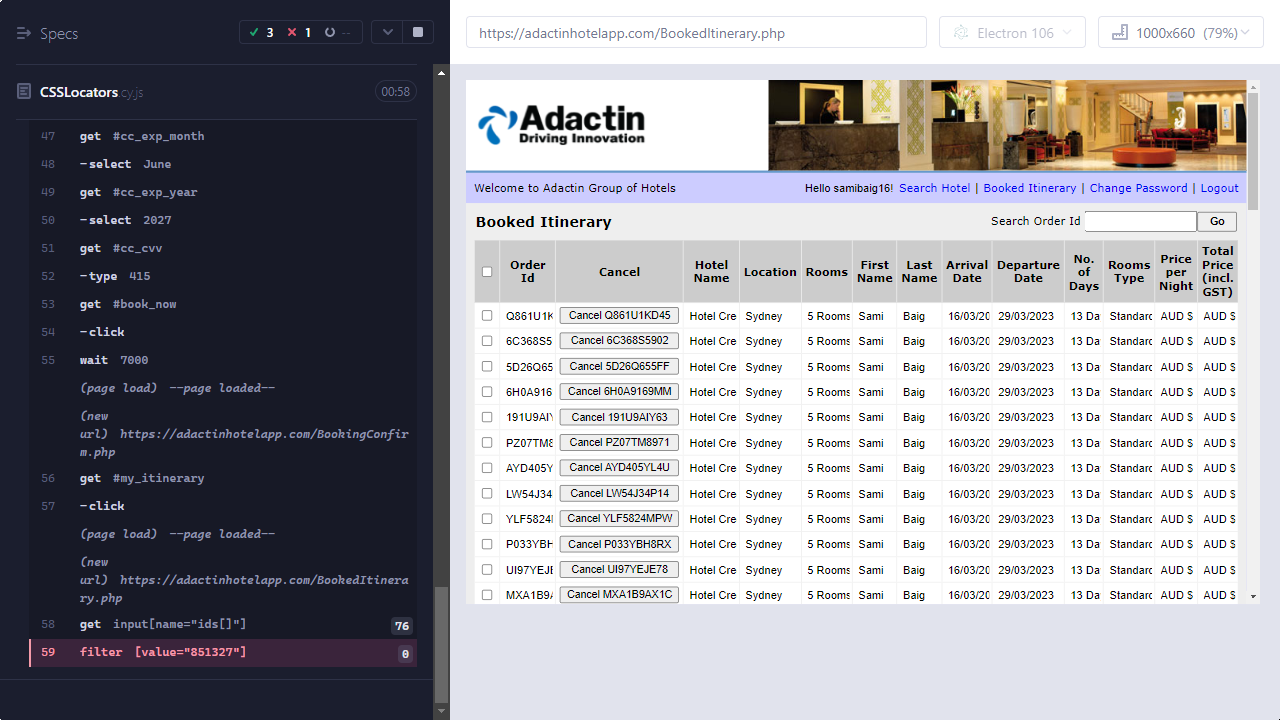 Specs
3 1 --
https://adactinhotelapp.com/BookedItinerary.php
Electron 106
1000x660 (79%)
CSSLocators.cy.js
00:58
47 get #cc_exp_month
48 -select June
49 get #cc_exp_year
50 -select 2027
51 get #cc_cvv
52 -type 415
53 get #book_now
54 -click
55 wait 7000
(page load) --page loaded--
(new
url) https://adactinhotelapp.com/BookingConfir
m.php
56 get #my_itinerary
57 -click
(page load) --page loaded--
(new
url) https://adactinhotelapp.com/BookedItinera
ry.php
58 get input[name="ids[]"] 76
59 filter [value="851327"] 0
Adactin
Driving Innovation
Welcome to Adactin Group of Hotels
Hello samibaig16! Search Hotel | Booked Itinerary | Change Password | Logout
Booked Itinerary
Search Order Id Go
Order Id Cancel Hotel Name Location Rooms First Name Last Name Arrival Date Departure Date No. of Days Rooms Type Price per Night Total Price (incl. GST)
Q861U1K Cancel Q861U1KD45 Hotel Cre Sydney 5 Rooms Sami Baig 16/03/20 29/03/2023 13 Da Standard AUD $ AUD $
6C368S5 Cancel 6C368S5902 Hotel Cre Sydney 5 Rooms Sami Baig 16/03/20 29/03/2023 13 Da Standard AUD $ AUD $
5D26Q65 Cancel 5D26Q655FF Hotel Cre Sydney 5 Rooms Sami Baig 16/03/20 29/03/2023 13 Da Standard AUD $ AUD $
6H0A916 Cancel 6H0A9169MM Hotel Cre Sydney 5 Rooms Sami Baig 16/03/20 29/03/2023 13 Da Standard AUD $ AUD $
191U9AIY Cancel 191U9AIY63 Hotel Cre Sydney 5 Rooms Sami Baig 16/03/20 29/03/2023 13 Da Standard AUD $ AUD $
PZ07TM8 Cancel PZ07TM8971 Hotel Cre Sydney 5 Rooms Sami Baig 16/03/20 29/03/2023 13 Da Standard AUD $ AUD $
AYD405Y Cancel AYD405YL4U Hotel Cre Sydney 5 Rooms Sami Baig 16/03/20 29/03/2023 13 Da Standard AUD $ AUD $
LW54J34 Cancel LW54J34P14 Hotel Cre Sydney 5 Rooms Sami Baig 16/03/20 29/03/2023 13 Da Standard AUD $ AUD $
YLF5824 Cancel YLF5824MPW Hotel Cre Sydney 5 Rooms Sami Baig 16/03/20 29/03/2023 13 Da Standard AUD $ AUD $
P033YBH Cancel P033YBH8RX Hotel Cre Sydney 5 Rooms Sami Baig 16/03/20 29/03/2023 13 Da Standard AUD $ AUD $
UI97YEJE Cancel UI97YEJE78 Hotel Cre Sydney 5 Rooms Sami Baig 16/03/20 29/03/2023 13 Da Standard AUD $ AUD $
MXA1B9A Cancel MXA1B9AX1C Hotel Cre Sydney 5 Rooms Sami Baig 16/03/20 29/03/2023 13 Da Standard AUD $ AUD $